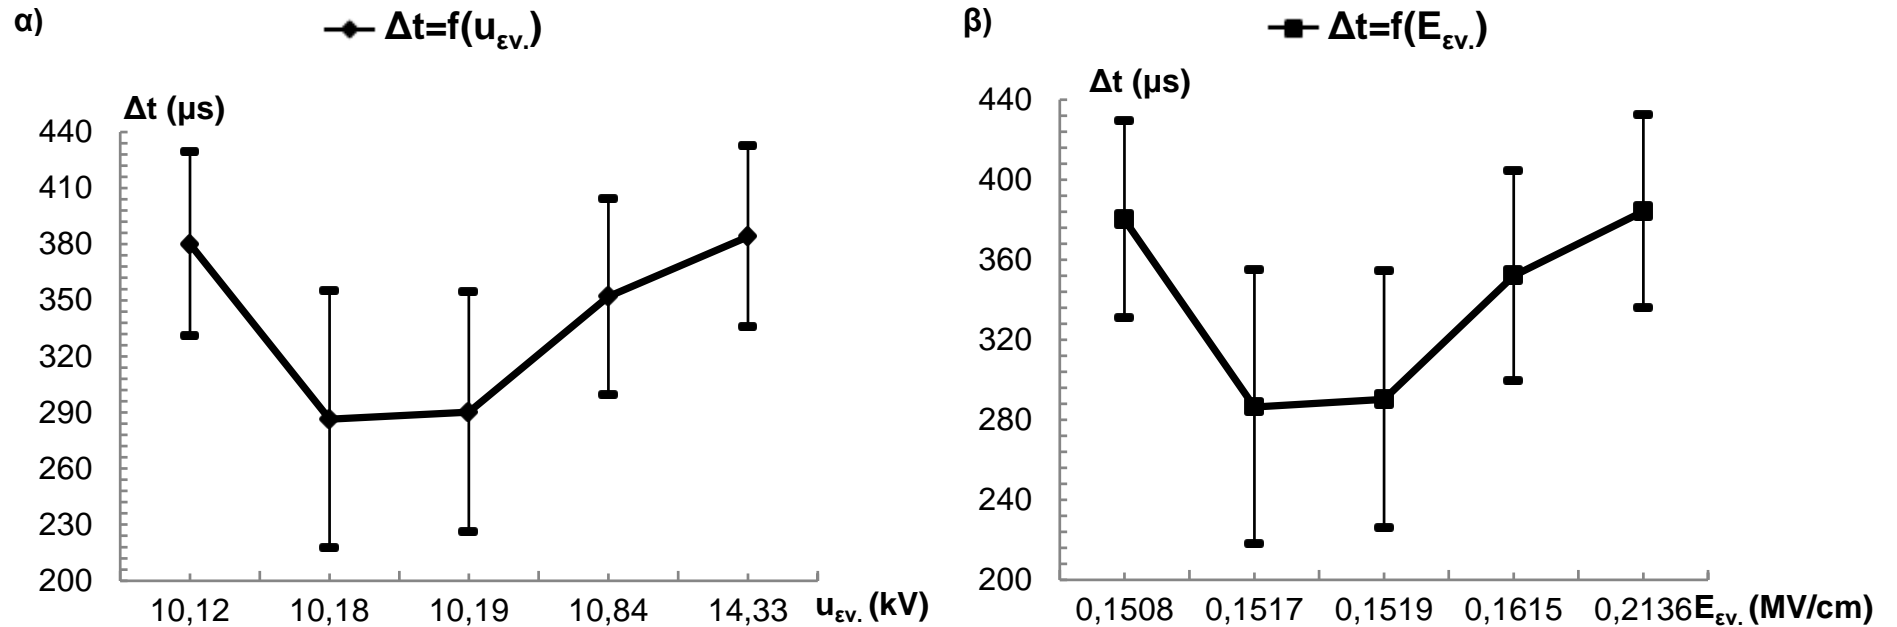 α)
Δt=f(uεν.)
Δt (μs)
440
410
380
350
320
290
260
230
200
10,12 10,18 10,19 10,84 14,33 uεν. (kV)
β)
Δt=f(Eεν.)
Δt (μs)
440
400
360
320
280
240
200
0,1508 0,1517 0,1519 0,1615 0,2136 Eεν. (MV/cm)